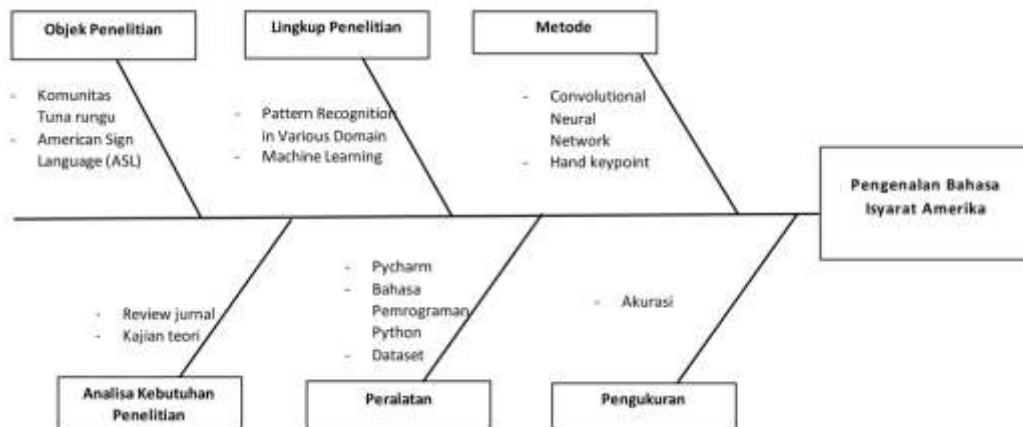 Objek Penelitian
- Komunitas
Tuna rungu
- American Sign
Language (ASL)
Lingkup Penelitian
- Pattern Recognition
in Various Domain
- Machine Learning
Metode
- Convolutional
Neural
Network
- Hand keypoint
Pengenalan Bahasa
Isyarat Amerika
- Review jurnal
- Kajian teori
Analisa Kebutuhan
Penelitian
- Pycharm
- Bahasa
Pemrograman
Python
- Dataset
Peralatan
- Akurasi
Pengukuran